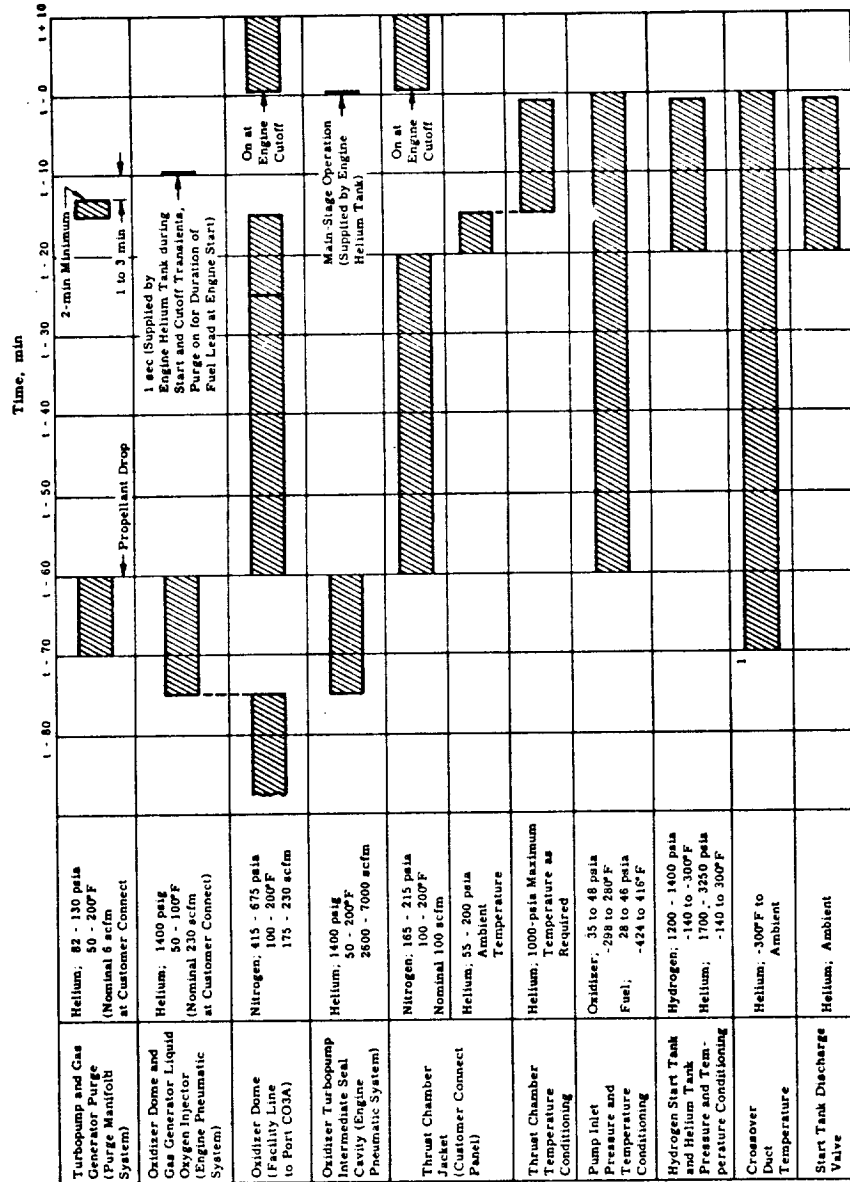 Time, min
t - 80
t - 70
t - 60
t - 50
t - 40
t - 30
t - 20
t - 10
t - 0
t + 10
Turbopump and Gas
Generator Purge
(Purge Manifold
System)
Helium; 82 - 130 psia
50 - 200°F
(Nominal 6 scfm
at Customer Connect)
Propellant Drop
2-min Minimum
1 to 3 min
Oxidizer Dome and
Gas Generator Liquid
Oxygen Injector
(Engine Pneumatic
System)
Helium; 1400 psig
50 - 100°F
(Nominal 230 scfm
at Customer Connect)
1 sec (Supplied by
Engine Helium Tank during
Start and Cutoff Transients,
Purge on for Duration of
Fuel Lead at Engine Start)
Oxidizer Dome
(Facility Line
to Port CO3A)
Nitrogen; 415 - 675 psia
100 - 200°F
175 - 230 scfm
On at
Engine
Cutoff
Oxidizer Turbopump
Intermediate Seal
Cavity (Engine
Pneumatic System)
Helium; 1400 psig
50 - 200°F
2600 - 7000 scfm
Main-Stage Operation
(Supplied by Engine
Helium Tank)
Thrust Chamber
Jacket
(Customer Connect
Panel)
Nitrogen; 165 - 215 psia
100 - 200°F
Nominal 100 scfm
On at
Engine
Cutoff
Helium; 55 - 200 psia
Ambient
Temperature
Thrust Chamber
Temperature
Conditioning
Helium; 1000-psia Maximum
Temperature as
Required
Pump Inlet
Pressure and
Temperature
Conditioning
Oxidizer; 35 to 48 psia
-298 to 280°F
Fuel; 28 to 46 psia
-424 to 416°F
Hydrogen Start Tank
and Helium Tank
Pressure and Tem-
perature Conditioning
Hydrogen; 1200 - 1400 psia
-140 to -300°F
Helium; 1700 - 3250 psia
-140 to 300°F
Crossover
Duct
Temperature
Helium; -300°F to
Ambient
1
Start Tank Discharge
Valve
Helium; Ambient